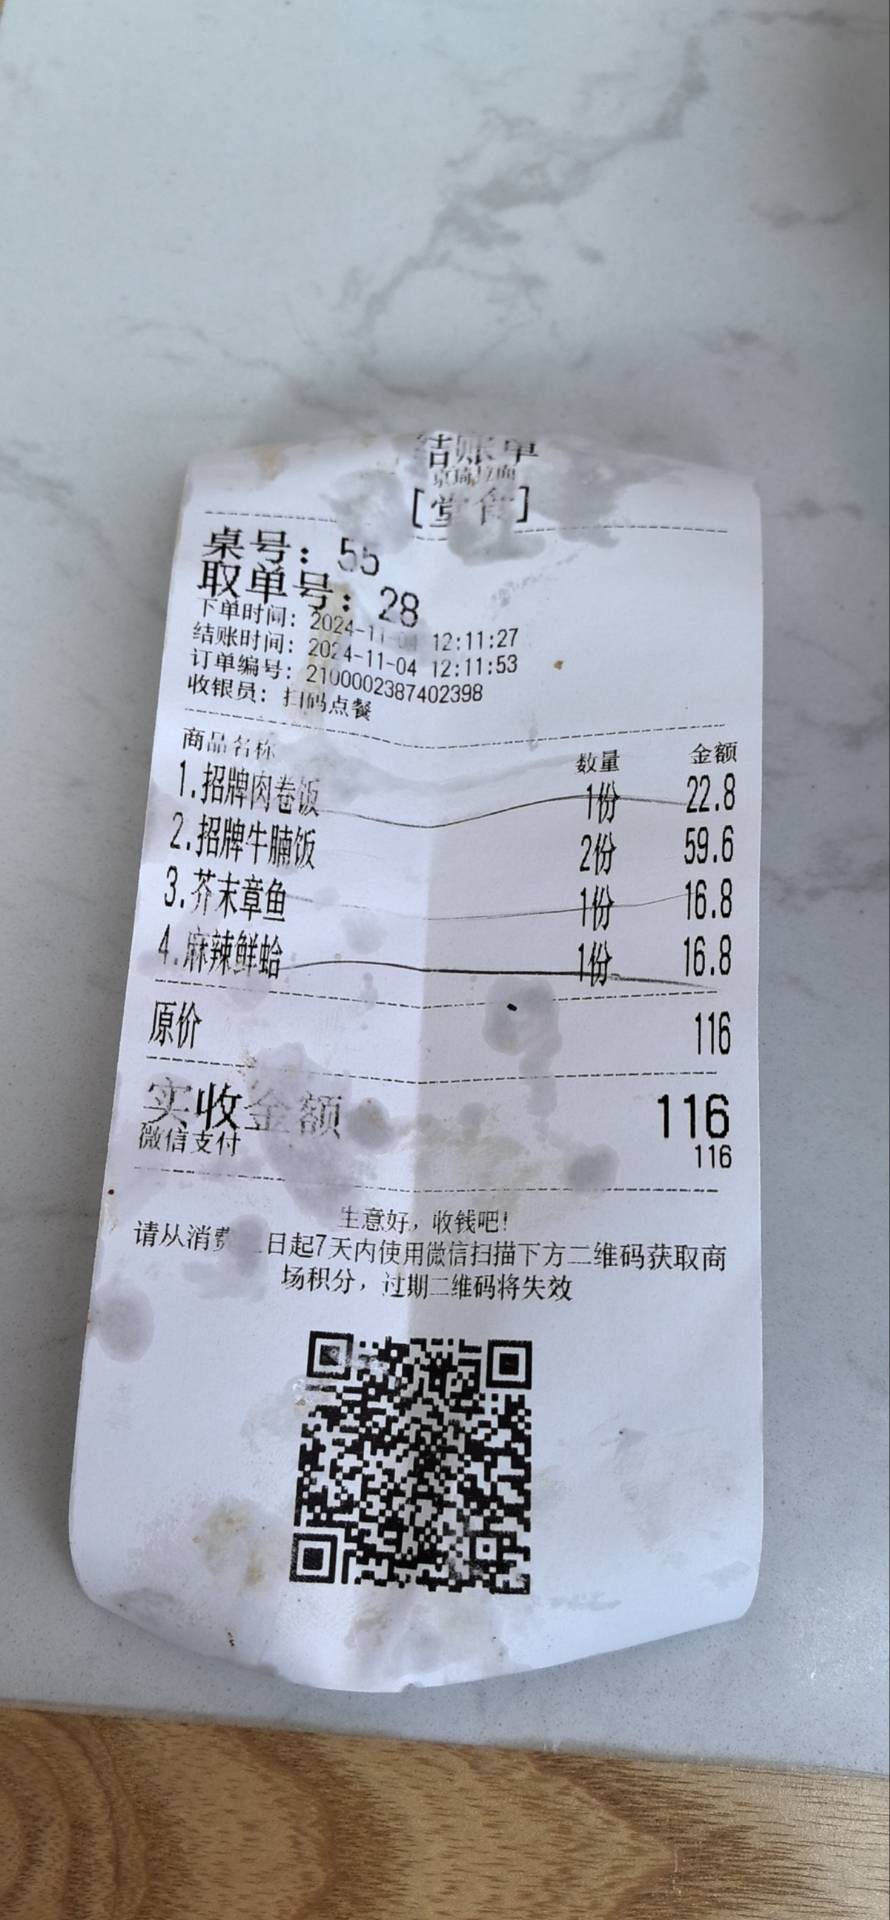 结账单
[堂食]
桌号：55
取单号：28
下单时间：2024-11-04 12:11:27
结账时间：2024-11-04 12:11:53
订单编号：2100002387402398
收银员：扫码点餐
商品名称 数量 金额
1.招牌肉卷饭 1份 22.8
2.招牌牛腩饭 2份 59.6
3.芥末章鱼 1份 16.8
4.麻辣鲜蛤 1份 16.8
原价 116
实收金额 116
微信支付 116
生意好，收钱吧！
请从消费 日起7天内使用微信扫描下方二维码获取商
场积分，过期二维码将失效